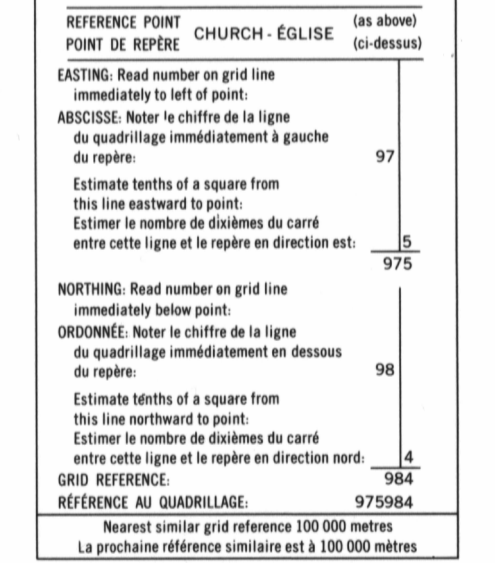 REFERENCE POINT
POINT DE REPÈRE
CHURCH - ÉGLISE
(as above)
(ci-dessus)
EASTING: Read number on grid line
immediately to left of point:
ABSCISSE: Noter le chiffre de la ligne
du quadrillage immédiatement à gauche
du repère: 97
Estimate tenths of a square from
this line eastward to point:
Estimer le nombre de dixièmes du carré
entre cette ligne et le repère en direction est: 5
975
NORTHING: Read number on grid line
immediately below point:
ORDONNÉE: Noter le chiffre de la ligne
du quadrillage immédiatement en dessous
du repère: 98
Estimate tenths of a square from
this line northward to point:
Estimer le nombre de dixièmes du carré
entre cette ligne et le repère en direction nord: 4
GRID REFERENCE: 984
RÉFÉRENCE AU QUADRILLAGE: 975984
Nearest similar grid reference 100 000 metres
La prochaine référence similaire est à 100 000 mètres